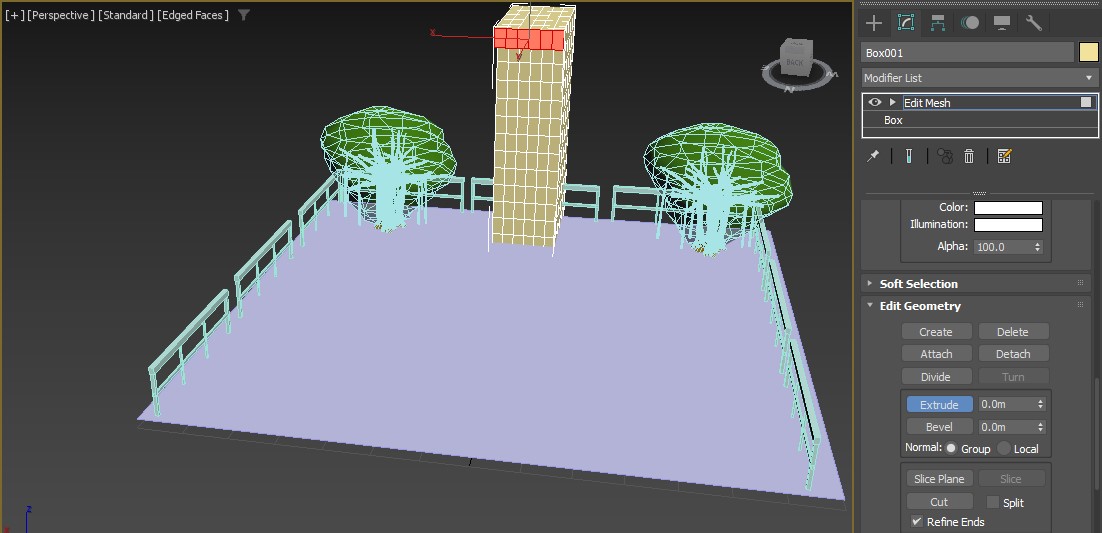 [+] [Perspective] [Standard] [Edged Faces]
x
y
BACK
N
z
Box001
Modifier List
Edit Mesh
Box
Color:
Illumination:
Alpha: 100.0
Soft Selection
Edit Geometry
Create Delete
Attach Detach
Divide Turn
Extrude 0.0m
Bevel 0.0m
Normal: Group Local
Slice Plane Slice
Cut Split
Refine Ends